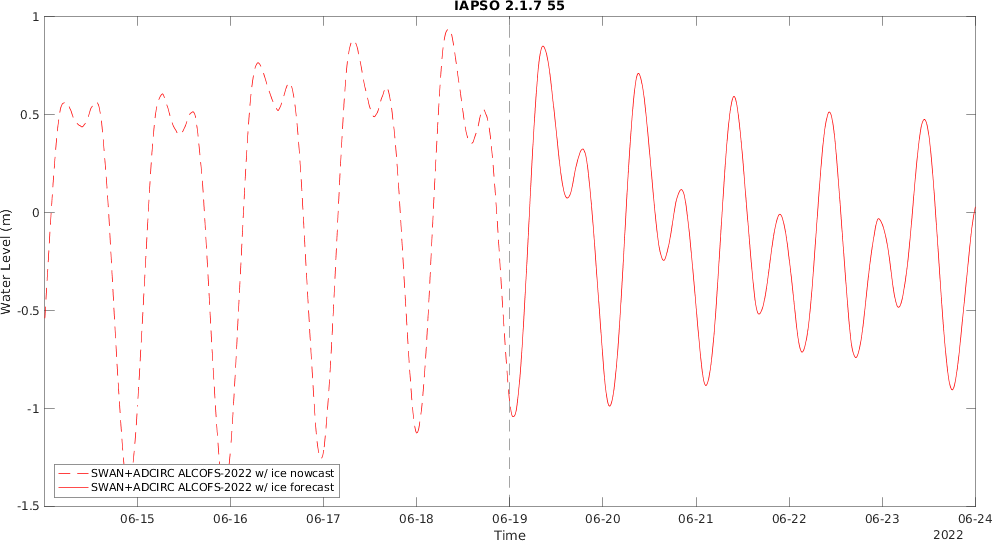 IAPSO 2.1.7 55
Water Level (m)
1
0.5
0
-0.5
-1
-1.5
SWAN+ADCIRC ALCOFS-2022 w/ ice nowcast
SWAN+ADCIRC ALCOFS-2022 w/ ice forecast
06-15 06-16 06-17 06-18 06-19 06-20 06-21 06-22 06-23 06-24
Time
2022